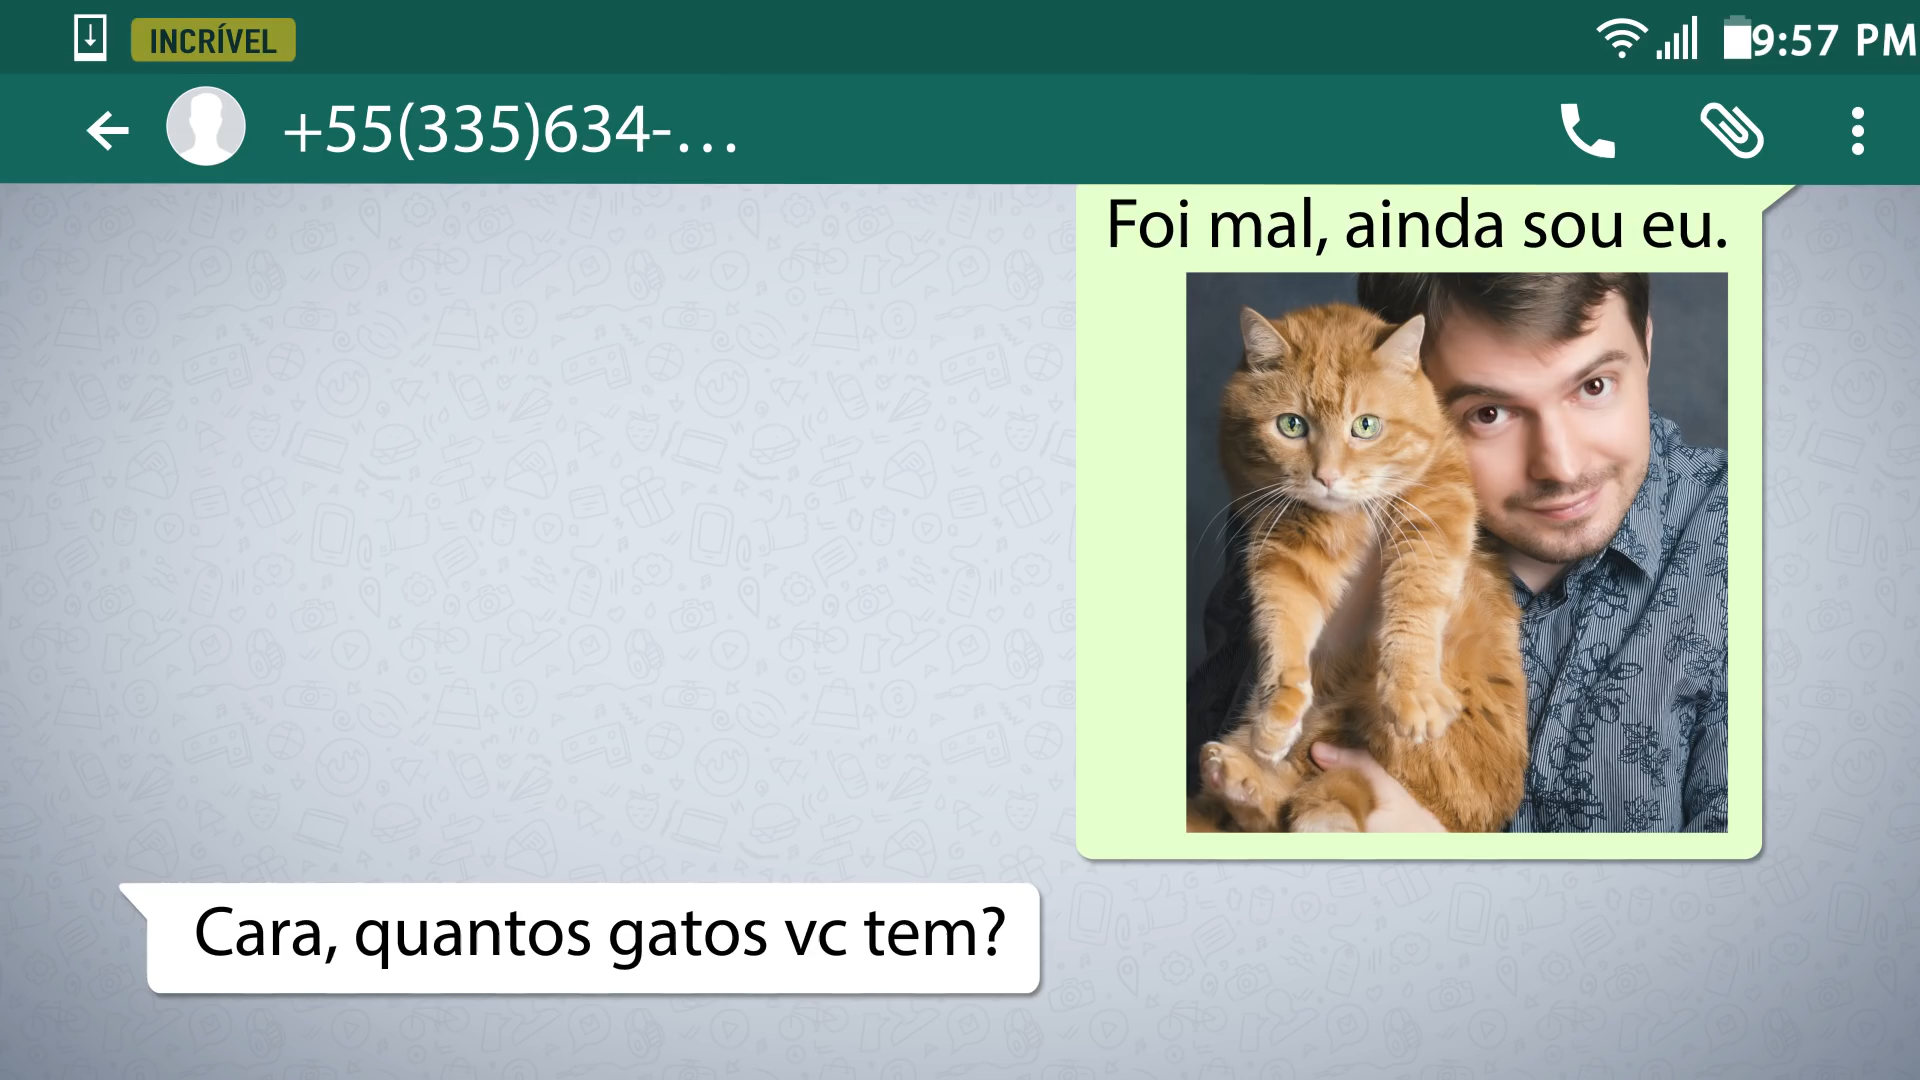 INCRÍVEL
9:57 PM
+55(335)634-...
Foi mal, ainda sou eu.
Cara, quantos gatos vc tem?